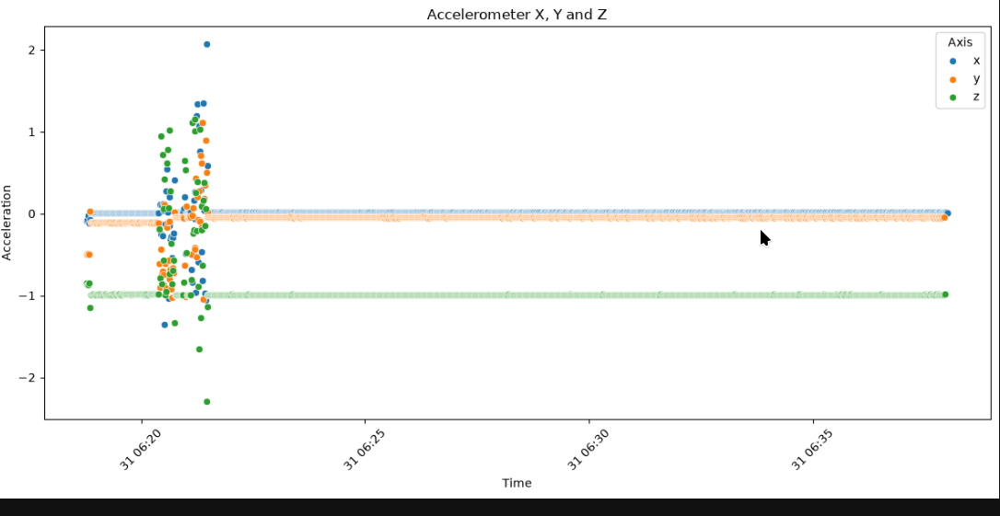 Accelerometer X, Y and Z
Axis
x
y
z
Acceleration
2
1
0
−1
−2
31 06:20
31 06:25
31 06:30
31 06:35
Time